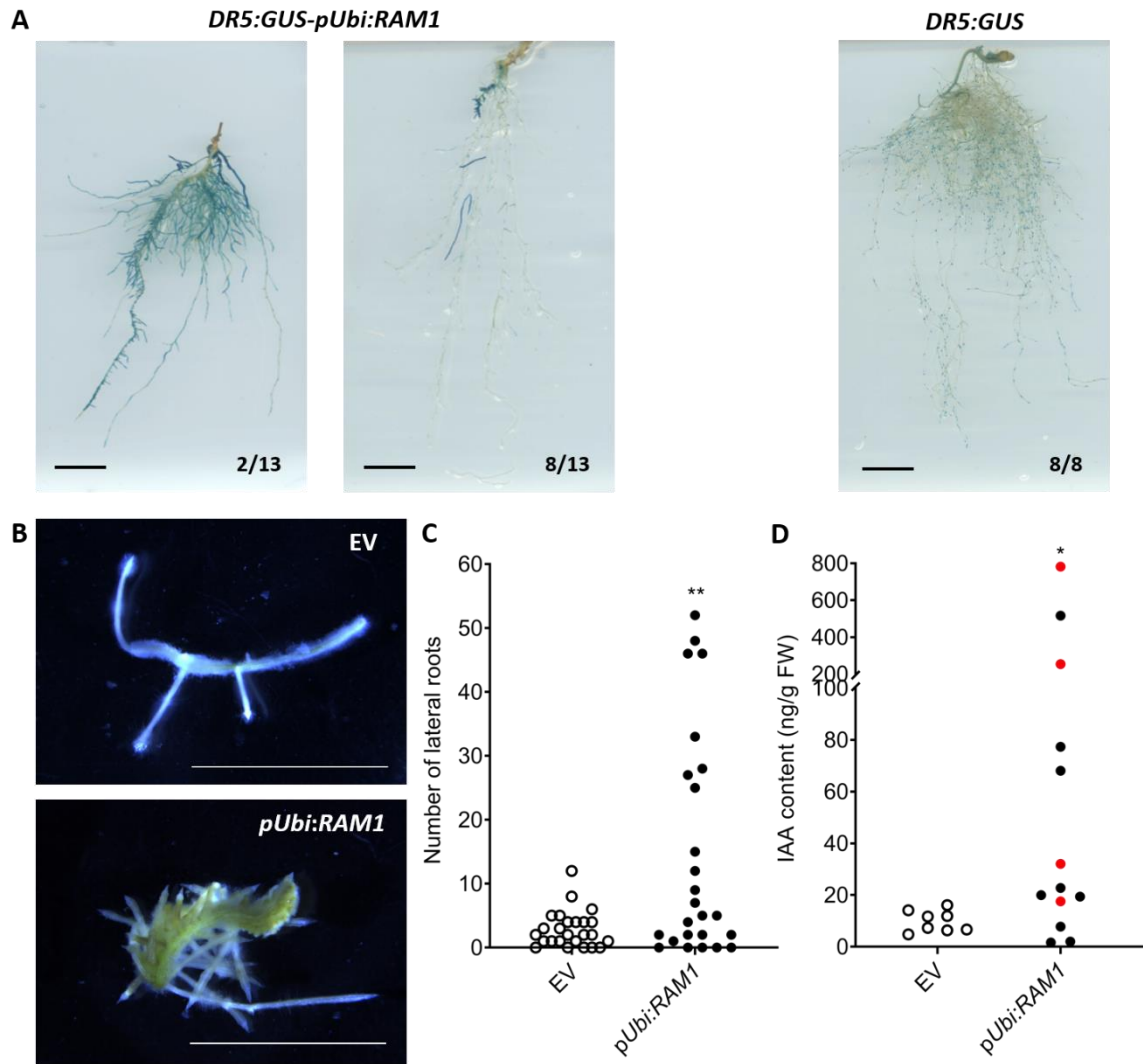 A
DR5:GUS-pUbi:RAM1
DR5:GUS
2/13
8/13
8/8
B
EV
pUbi:RAM1
C
Number of lateral roots
60
50
40
30
20
10
0
**
EV
pUbi:RAM1
D
IAA content (ng/g FW)
800
600
400
200
100
80
60
40
20
0
*
EV
pUbi:RAM1